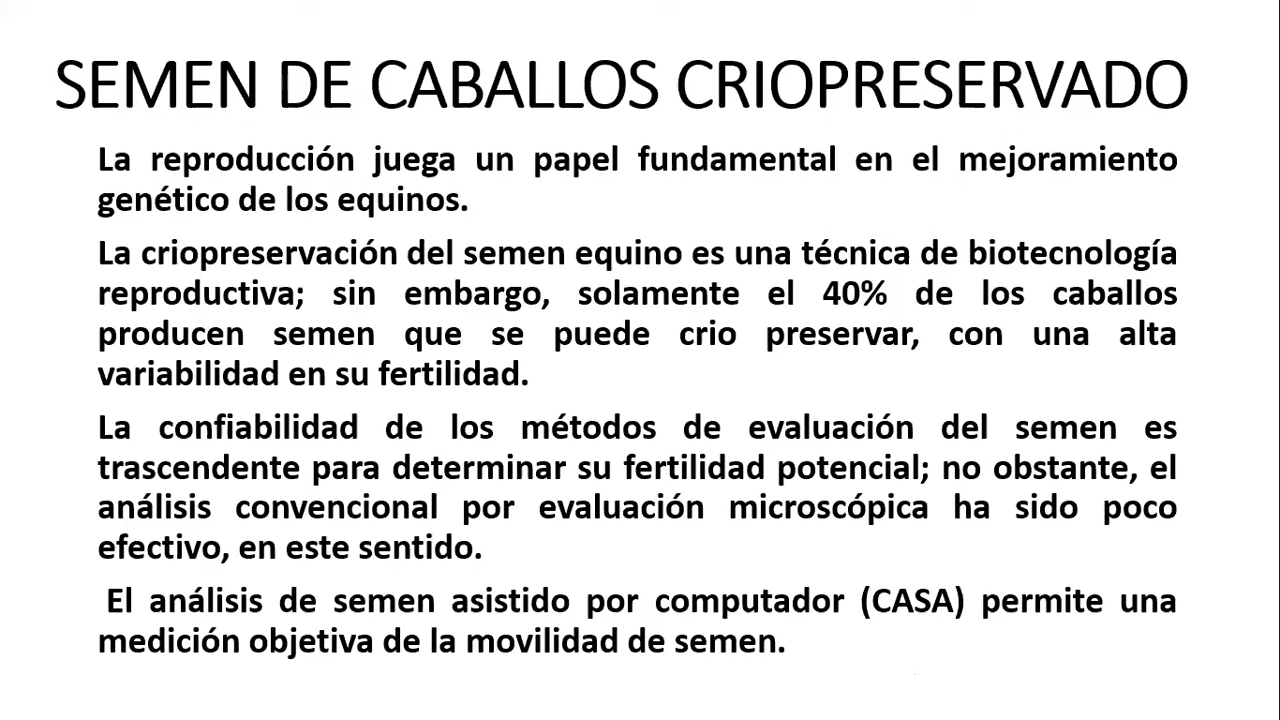 SEMEN DE CABALLOS CRIOPRESERVADO
La reproducción juega un papel fundamental en el mejoramiento
genético de los equinos.
La criopreservación del semen equino es una técnica de biotecnología
reproductiva; sin embargo, solamente el 40% de los caballos
producen semen que se puede crio preservar, con una alta
variabilidad en su fertilidad.
La confiabilidad de los métodos de evaluación del semen es
trascendente para determinar su fertilidad potencial; no obstante, el
análisis convencional por evaluación microscópica ha sido poco
efectivo, en este sentido.
El análisis de semen asistido por computador (CASA) permite una
medición objetiva de la movilidad de semen.